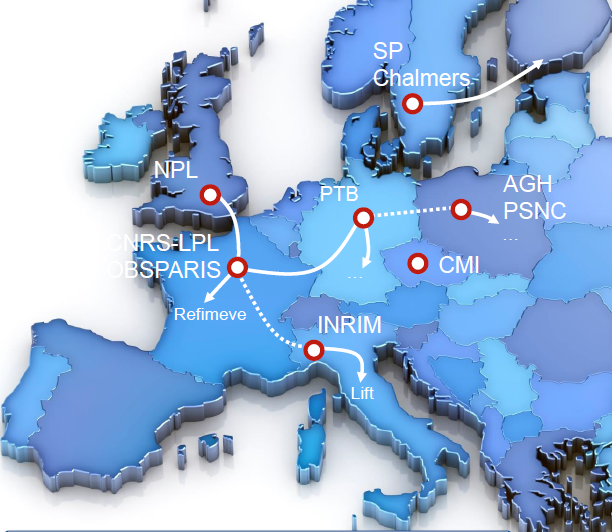 SP
Chalmers
NPL
PTB
AGH
PSNC
...
CNRS-LPL
OBSPARIS
...
CMI
Refimeve
INRIM
Lift